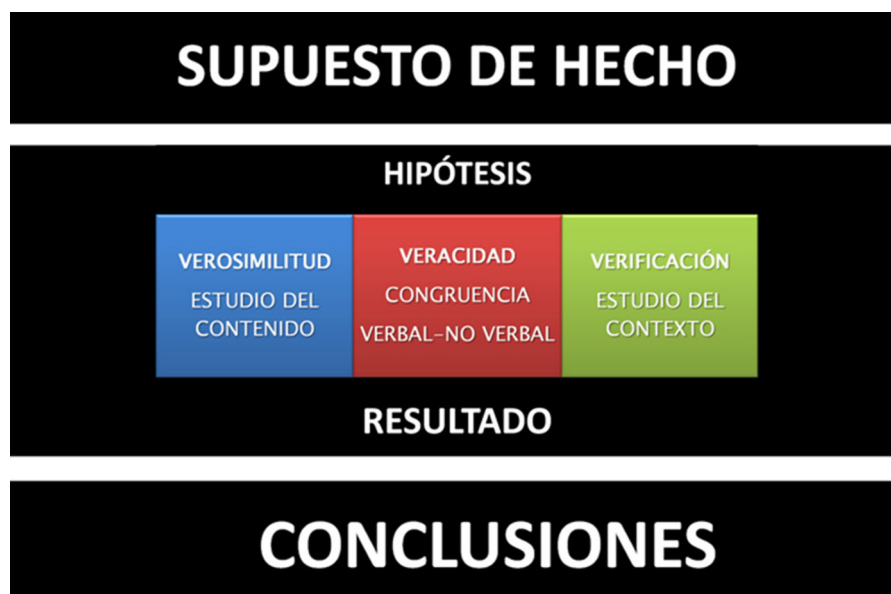 SUPUESTO DE HECHO
HIPÓTESIS
VEROSIMILITUD
ESTUDIO DEL
CONTENIDO
VERACIDAD
CONGRUENCIA
VERBAL-NO VERBAL
VERIFICACIÓN
ESTUDIO DEL
CONTEXTO
RESULTADO
CONCLUSIONES